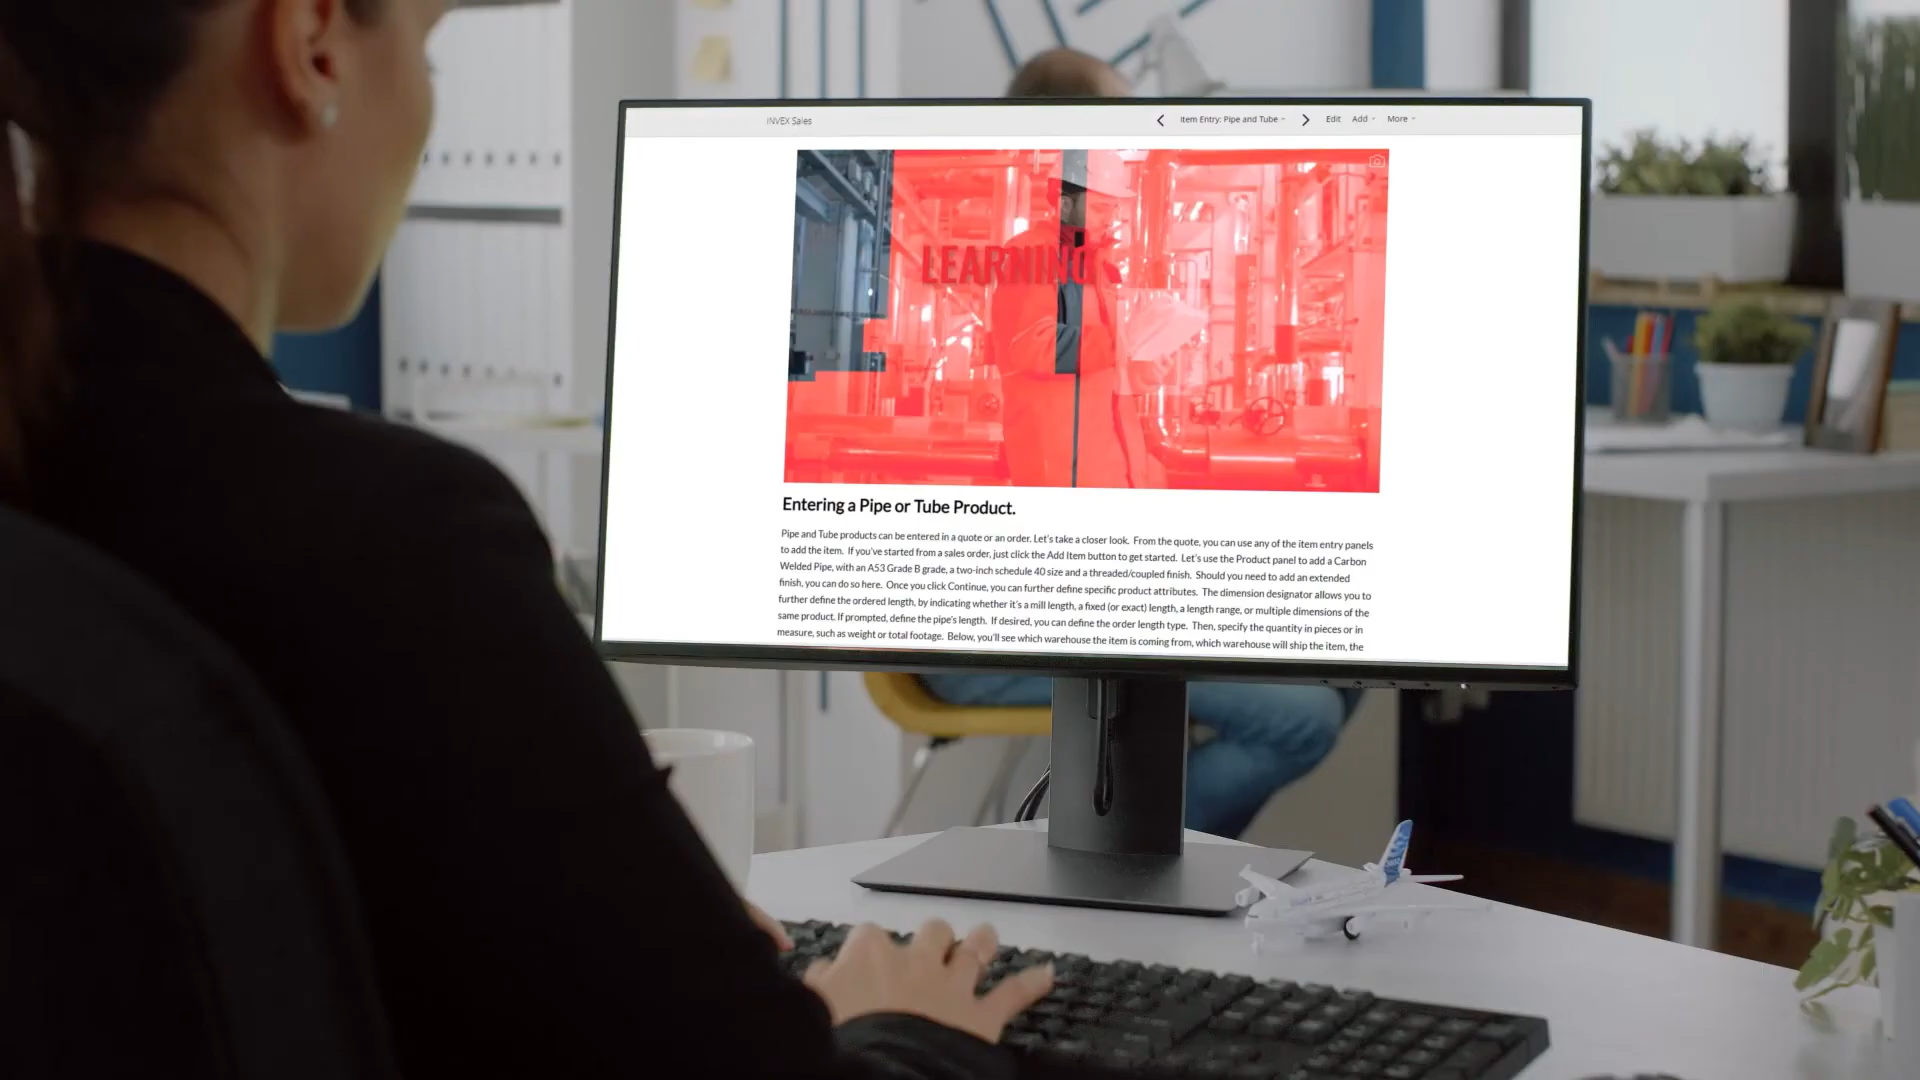 INVEX Sales
Item Entry: Pipe and Tube
Edit
Add
More
LEARNING
Entering a Pipe or Tube Product.
Pipe and Tube products can be entered in a quote or an order. Let's take a closer look. From the quote, you can use any of the item entry panels
to add the item. If you've started from a sales order, just click the Add Item button to get started. Let's use the Product panel to add a Carbon
Welded Pipe, with an A53 Grade B grade, a two-inch schedule 40 size and a threaded/coupled finish. Should you need to add an extended
finish, you can do so here. Once you click Continue, you can further define specific product attributes. The dimension designator allows you to
further define the ordered length, by indicating whether it's a mill length, a fixed (or exact) length, a length range, or multiple dimensions of the
same product. If prompted, define the pipe's length. If desired, you can define the order length type. Then, specify the quantity in pieces or in
measure, such as weight or total footage. Below, you'll see which warehouse the item is coming from, which warehouse will ship the item, the